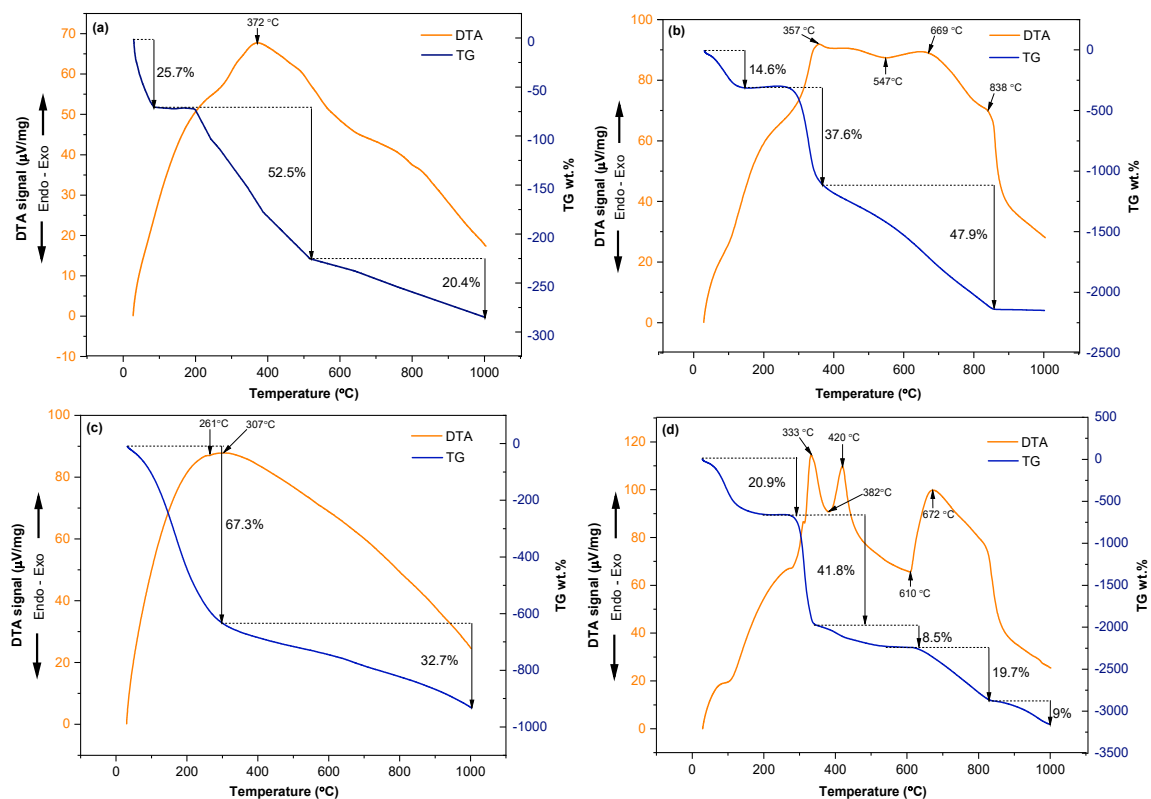 (a)
372 °C
DTA
TG
25.7%
52.5%
20.4%
70
60
50
40
30
20
10
0
-10
0
-50
-100
-150
-200
-250
-300
0
200
400
600
800
1000
DTA signal (µV/mg)
Endo - Exo
TG wt.%
Temperature (ºC)
(b)
357 °C
669 °C
547°C
838 °C
DTA
TG
14.6%
37.6%
47.9%
100
80
60
40
20
0
0
-500
-1000
-1500
-2000
-2500
0
200
400
600
800
1000
DTA signal (µV/mg)
Endo - Exo
TG wt.%
Temperature (ºC)
(c)
261°C
307°C
DTA
TG
67.3%
32.7%
100
80
60
40
20
0
0
-200
-400
-600
-800
-1000
0
200
400
600
800
1000
DTA signal (µV/mg)
Endo - Exo
TG wt.%
Temperature (ºC)
(d)
333 °C
420 °C
382°C
672 °C
610 °C
DTA
TG
20.9%
41.8%
8.5%
19.7%
9%
120
100
80
60
40
20
0
500
0
-500
-1000
-1500
-2000
-2500
-3000
-3500
0
200
400
600
800
1000
DTA signal (µV/mg)
Endo - Exo
TG wt.%
Temperature (ºC)